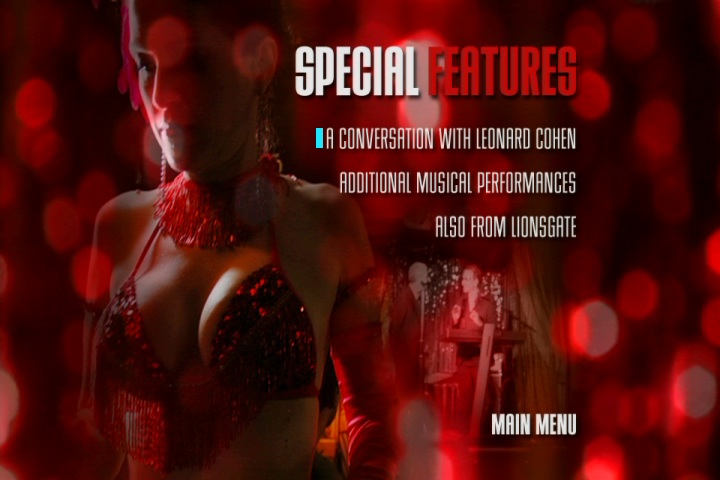 SPECIAL FEATURES
A CONVERSATION WITH LEONARD COHEN
ADDITIONAL MUSICAL PERFORMANCES
ALSO FROM LIONSGATE
MAIN MENU